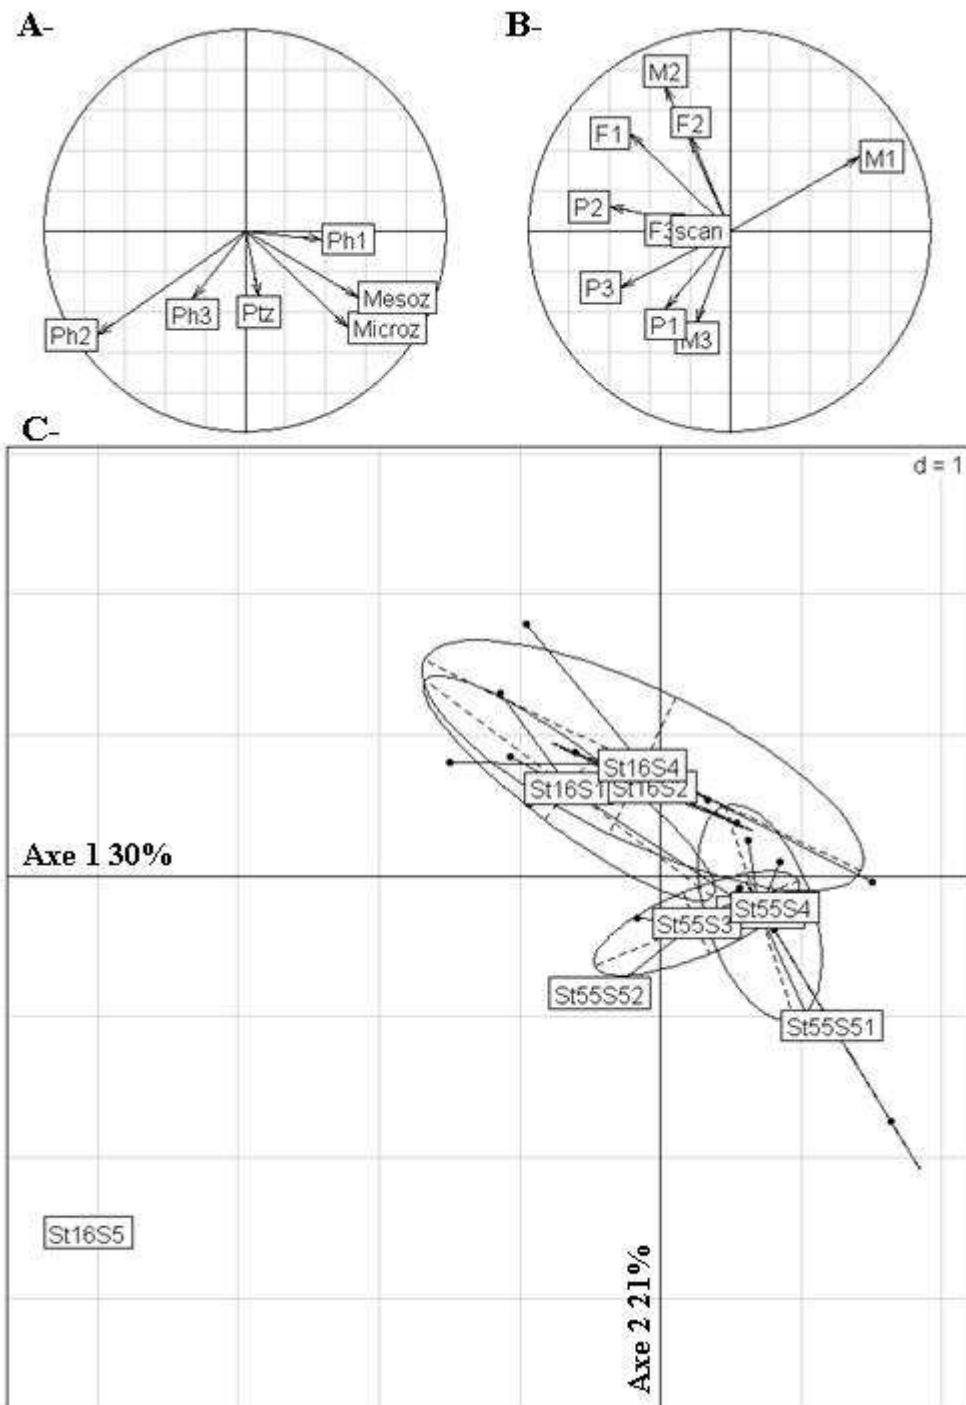 A-
B-
M2
F1
F2
M1
P2
F3
scan
Ph1
P3
Mesoz
Ph3
Ptz
P1
Microz
Ph2
M3
C-
d = 1
St16S4
St16S1
St16S2
Axe 1 30%
St55S4
St55S3
St55S52
St55S51
St16S5
Axe 2 21%